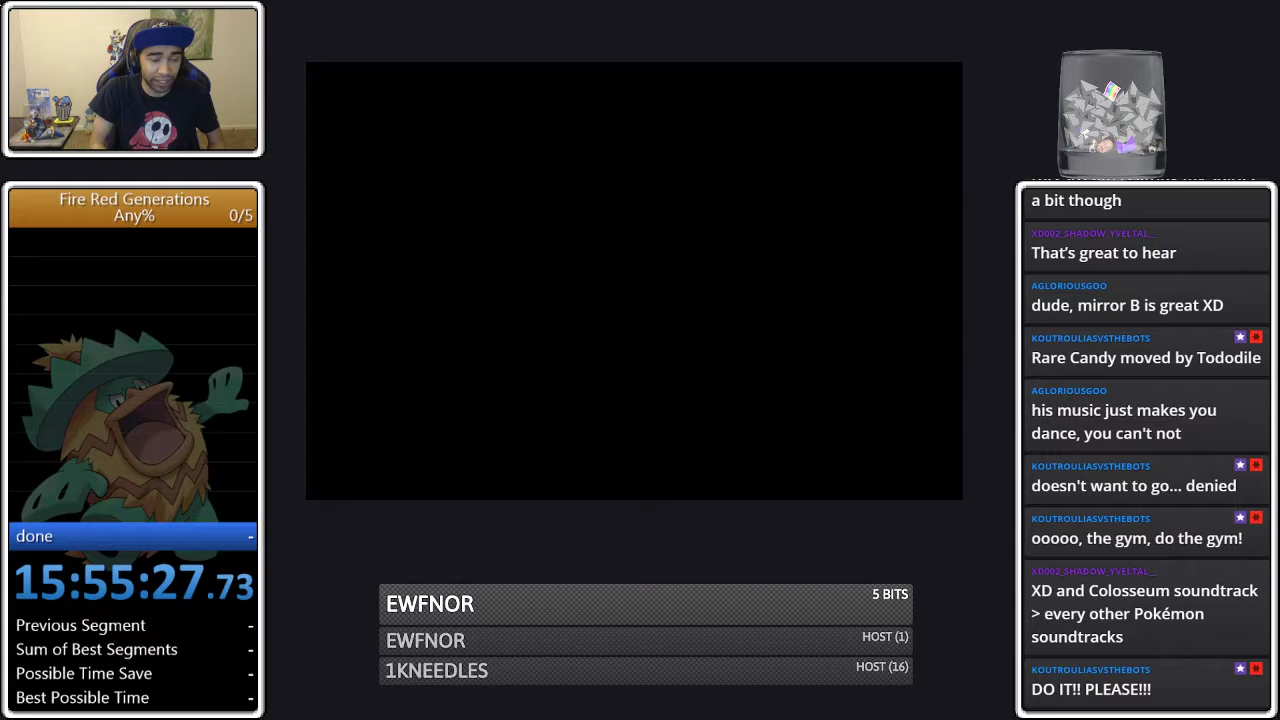 Fire Red Generations
Any% 0/5
done -
15:55:27.73
Previous Segment -
Sum of Best Segments -
Possible Time Save -
Best Possible Time -
EWFNOR 5 BITS
EWFNOR HOST (1)
1KNEEDLES HOST (16)
a bit though
XD002_SHADOW_YVELTAL__
That's great to hear
AGLORIOUSGOO
dude, mirror B is great XD
KOUTROULIASVSTHEBOTS
Rare Candy moved by Tododile
AGLORIOUSGOO
his music just makes you
dance, you can't not
KOUTROULIASVSTHEBOTS
doesn't want to go... denied
KOUTROULIASVSTHEBOTS
ooooo, the gym, do the gym!
XD002_SHADOW_YVELTAL__
XD and Colosseum soundtrack
> every other Pokémon
soundtracks
KOUTROULIASVSTHEBOTS
DO IT!! PLEASE!!!